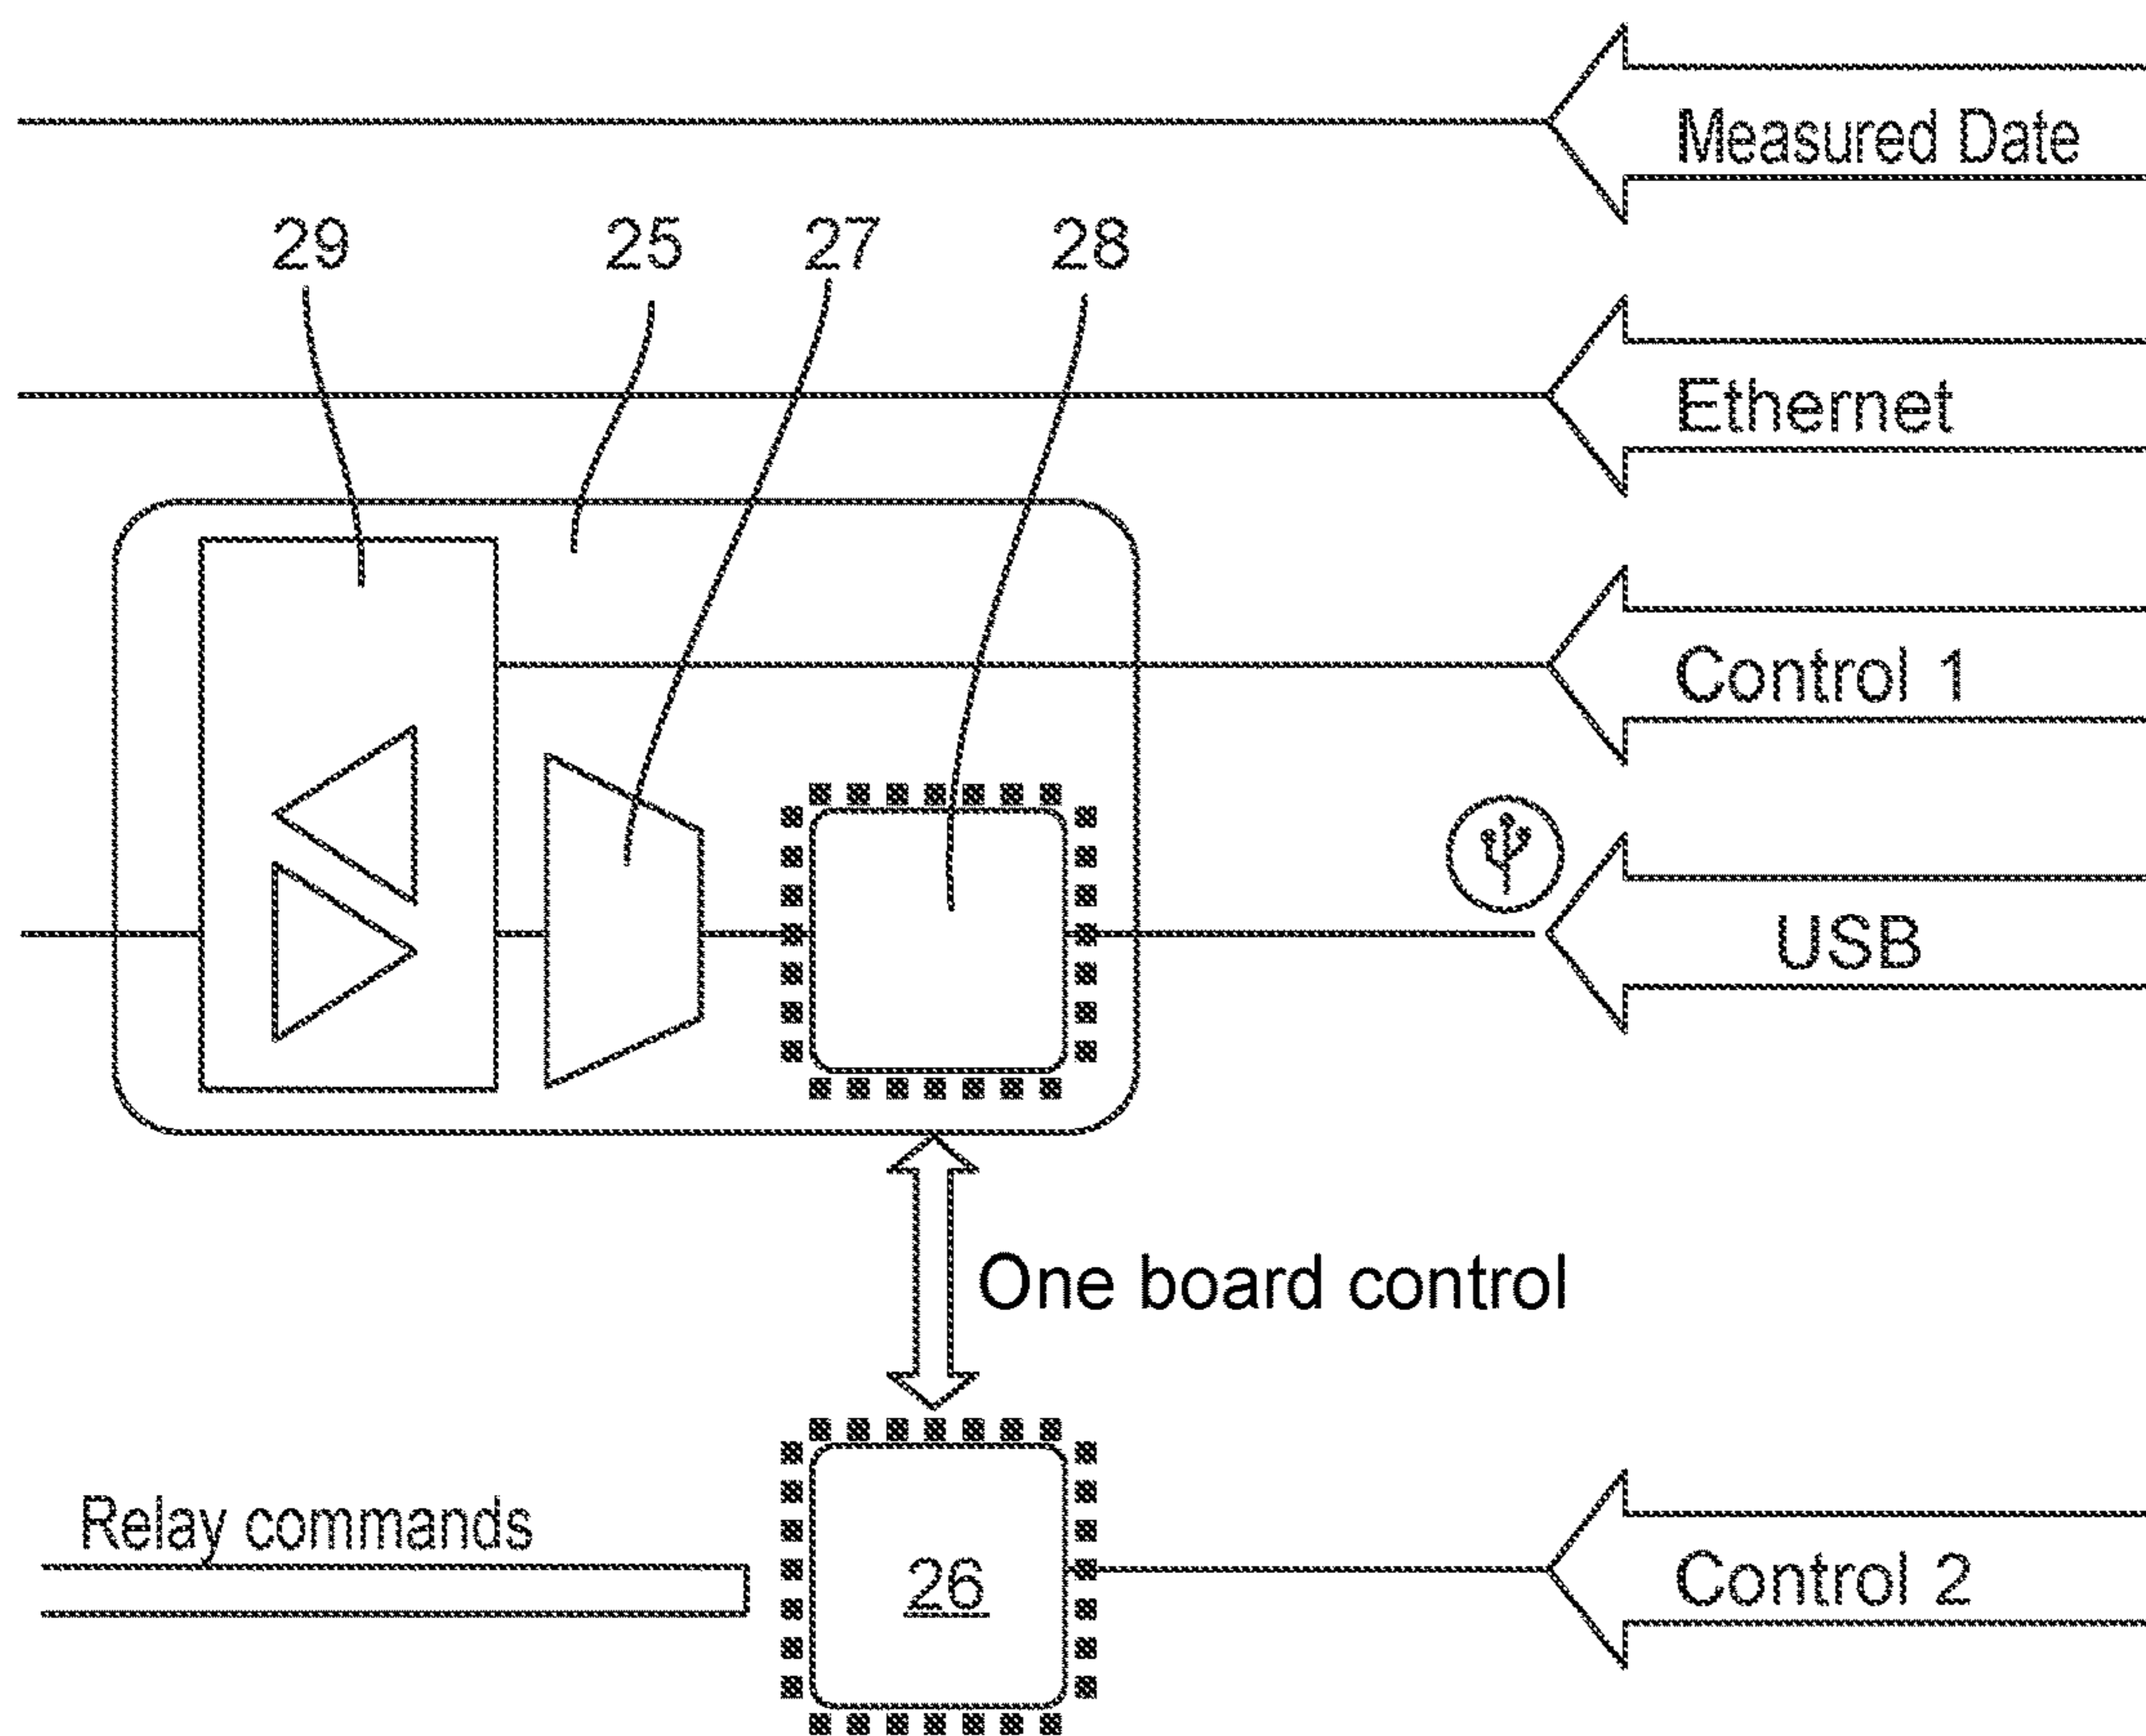 Measured Date
29 25 27 28
Ethernet
Control 1
USB
One board control
Relay commands
26
Control 2